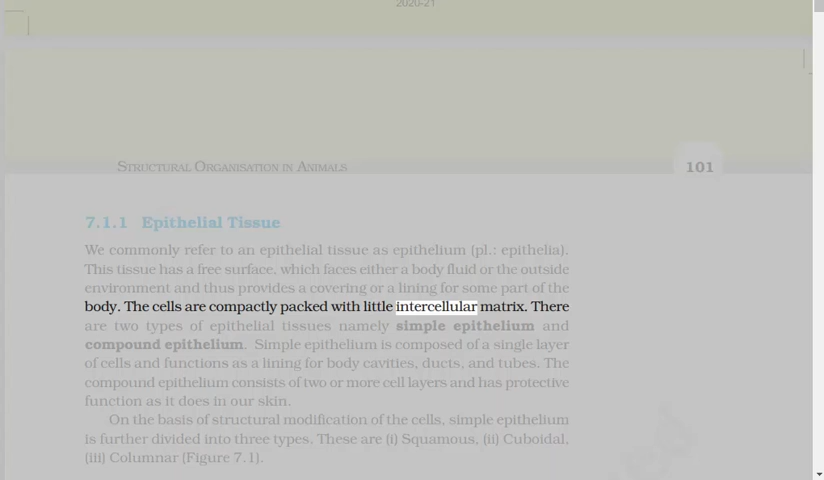 2020-21
STRUCTURAL ORGANISATION IN ANIMALS 101
7.1.1 Epithelial Tissue
We commonly refer to an epithelial tissue as epithelium (pl.: epithelia).
This tissue has a free surface, which faces either a body fluid or the outside
environment and thus provides a covering or a lining for some part of the
body. The cells are compactly packed with little intercellular matrix. There
are two types of epithelial tissues namely simple epithelium and
compound epithelium. Simple epithelium is composed of a single layer
of cells and functions as a lining for body cavities, ducts, and tubes. The
compound epithelium consists of two or more cell layers and has protective
function as it does in our skin.
On the basis of structural modification of the cells, simple epithelium
is further divided into three types. These are (i) Squamous, (ii) Cuboidal,
(iii) Columnar (Figure 7.1).